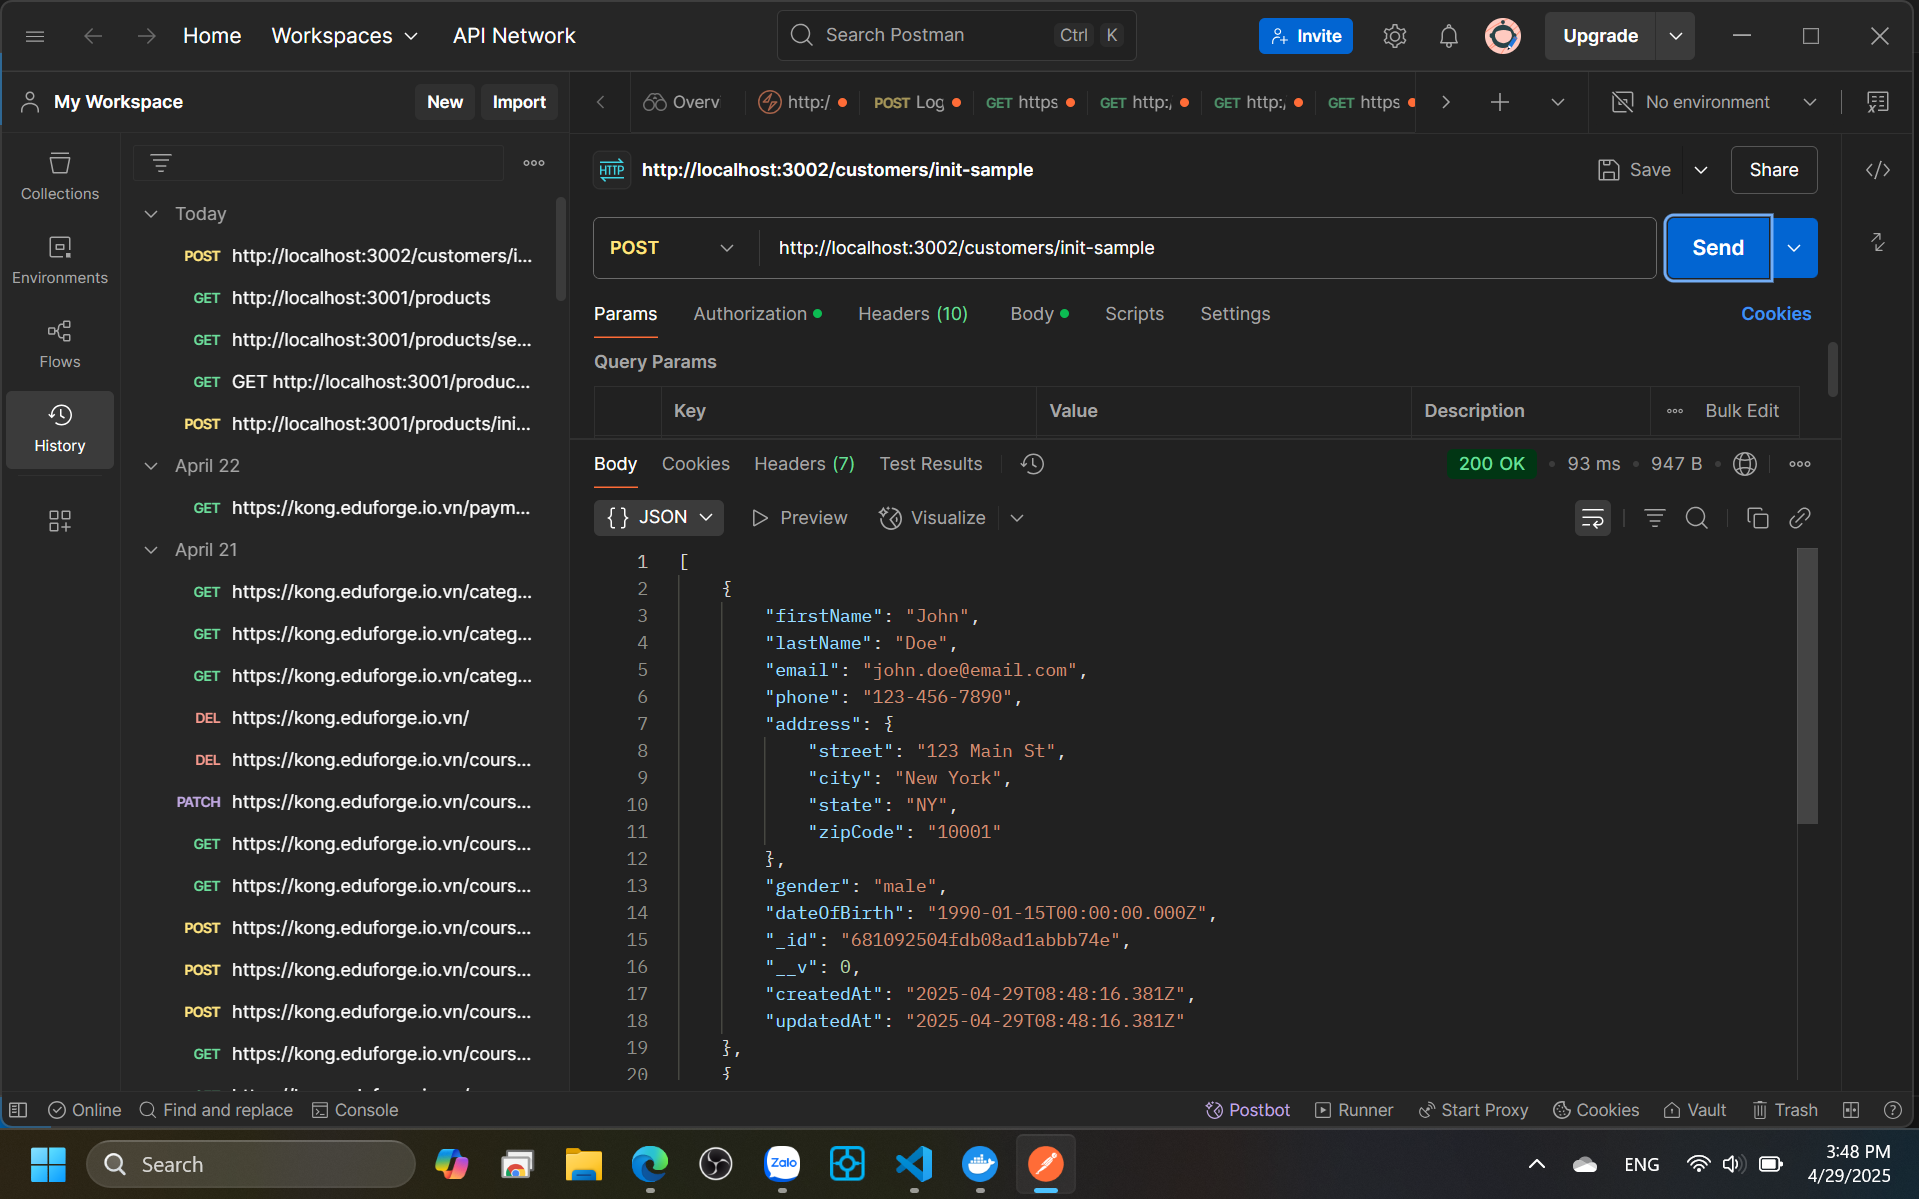 Home
Workspaces
API Network
Search Postman
Ctrl
K
Invite
Upgrade
My Workspace
New
Import
Overv
http:/
POST Log
GET https
GET http:/
GET http:/
GET https
No environment
Collections
Environments
Flows
History
Today
POST http://localhost:3002/customers/i...
GET http://localhost:3001/products
GET http://localhost:3001/products/se...
GET GET http://localhost:3001/produc...
POST http://localhost:3001/products/ini...
April 22
GET https://kong.eduforge.io.vn/paym...
April 21
GET https://kong.eduforge.io.vn/categ...
GET https://kong.eduforge.io.vn/categ...
GET https://kong.eduforge.io.vn/categ...
DEL https://kong.eduforge.io.vn/
DEL https://kong.eduforge.io.vn/cours...
PATCH https://kong.eduforge.io.vn/cours...
GET https://kong.eduforge.io.vn/cours...
GET https://kong.eduforge.io.vn/cours...
POST https://kong.eduforge.io.vn/cours...
POST https://kong.eduforge.io.vn/cours...
POST https://kong.eduforge.io.vn/cours...
GET https://kong.eduforge.io.vn/cours...
HTTP http://localhost:3002/customers/init-sample
Save
Share
POST
http://localhost:3002/customers/init-sample
Send
Params
Authorization
Headers (10)
Body
Scripts
Settings
Cookies
Query Params
Key
Value
Description
Bulk Edit
Body
Cookies
Headers (7)
Test Results
200 OK
93 ms
947 B
{} JSON
Preview
Visualize
1 [
2 {
3 "firstName": "John",
4 "lastName": "Doe",
5 "email": "john.doe@email.com",
6 "phone": "123-456-7890",
7 "address": {
8 "street": "123 Main St",
9 "city": "New York",
10 "state": "NY",
11 "zipCode": "10001"
12 },
13 "gender": "male",
14 "dateOfBirth": "1990-01-15T00:00:00.000Z",
15 "_id": "681092504fdb08ad1abbb74e",
16 "__v": 0,
17 "createdAt": "2025-04-29T08:48:16.381Z",
18 "updatedAt": "2025-04-29T08:48:16.381Z"
19 },
20 {
Online
Find and replace
Console
Postbot
Runner
Start Proxy
Cookies
Vault
Trash
Search
Zalo
ENG
3:48 PM
4/29/2025